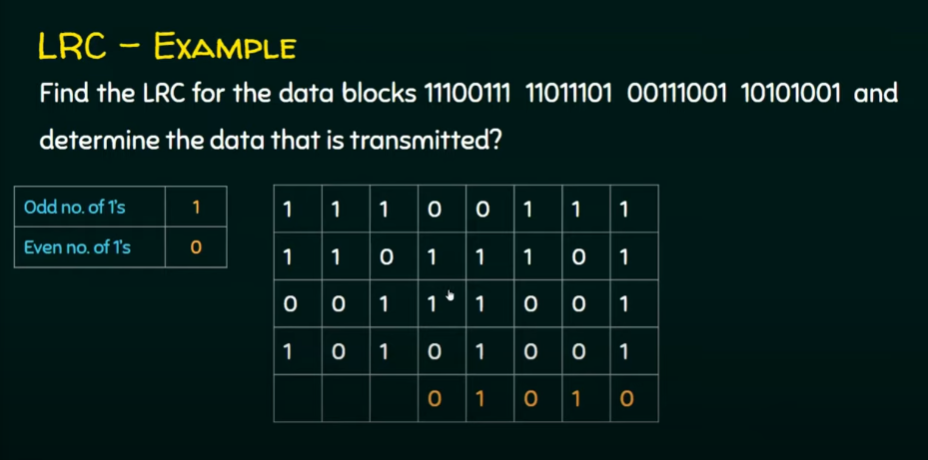 LRC – EXAMPLE
Find the LRC for the data blocks 11100111 11011101 00111001 10101001 and
determine the data that is transmitted?
Odd no. of 1's 1
Even no. of 1's 0
1 1 1 0 0 1 1 1
1 1 0 1 1 1 0 1
0 0 1 1 1 0 0 1
1 0 1 0 1 0 0 1
0 1 0 1 0